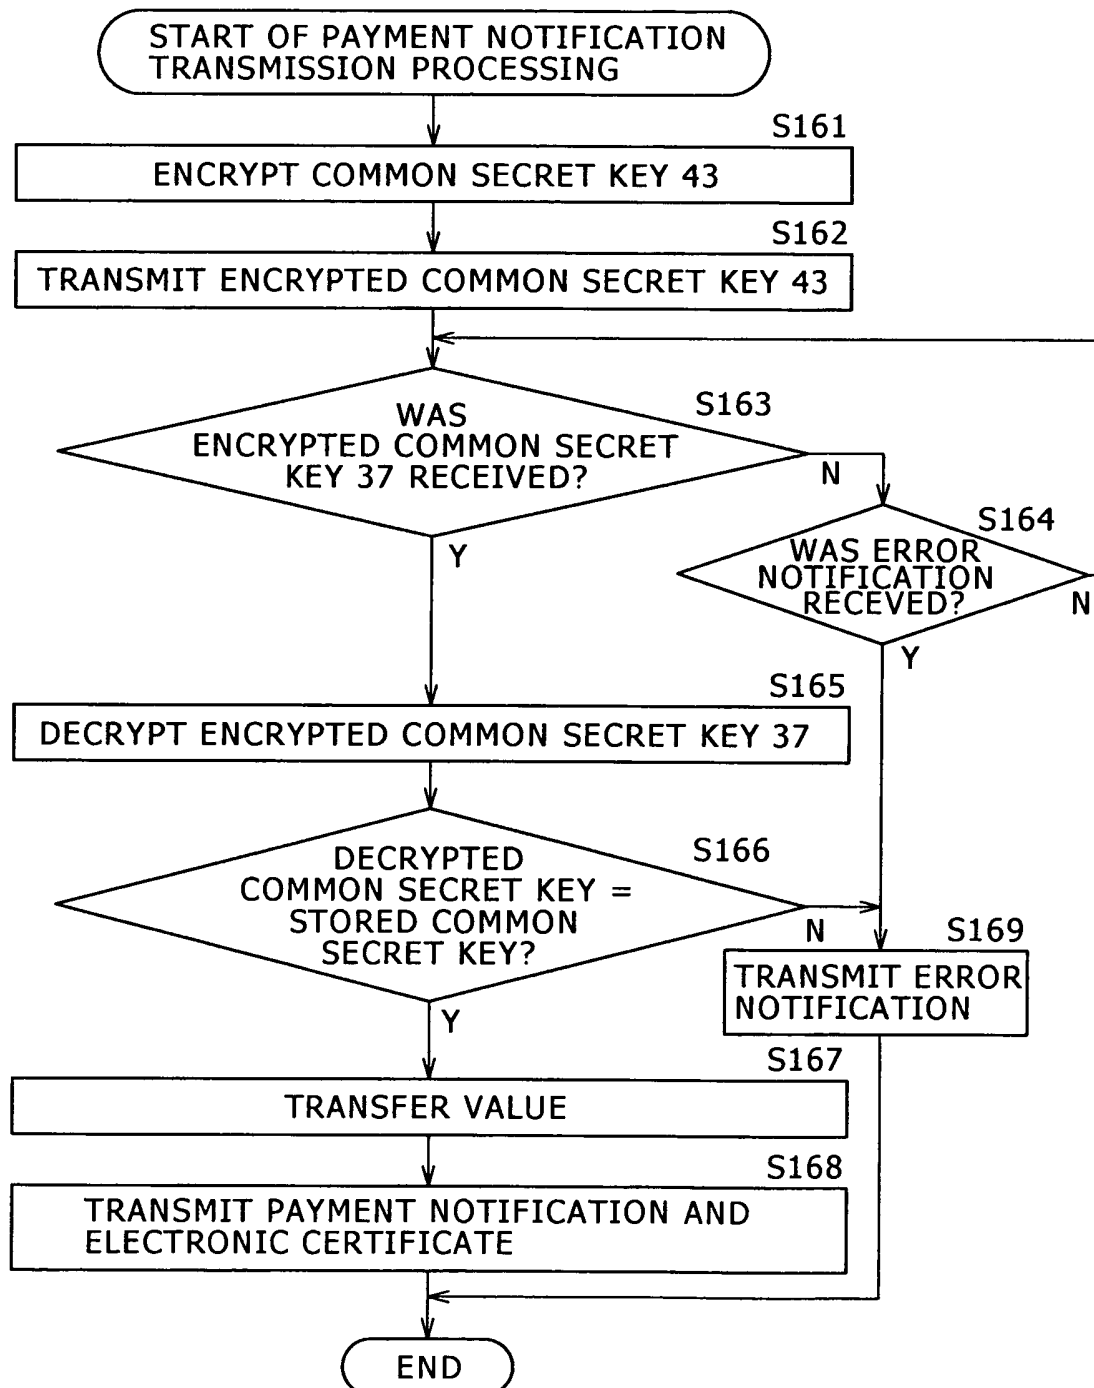 START OF PAYMENT NOTIFICATION
TRANSMISSION PROCESSING
S161
ENCRYPT COMMON SECRET KEY 43
S162
TRANSMIT ENCRYPTED COMMON SECRET KEY 43
S163
WAS
ENCRYPTED COMMON SECRET
KEY 37 RECEIVED?
N
Y
S164
WAS ERROR
NOTIFICATION
RECEVED?
N
Y
S165
DECRYPT ENCRYPTED COMMON SECRET KEY 37
S166
DECRYPTED
COMMON SECRET KEY =
STORED COMMON
SECRET KEY?
N
Y
S169
TRANSMIT ERROR
NOTIFICATION
S167
TRANSFER VALUE
S168
TRANSMIT PAYMENT NOTIFICATION AND
ELECTRONIC CERTIFICATE
END